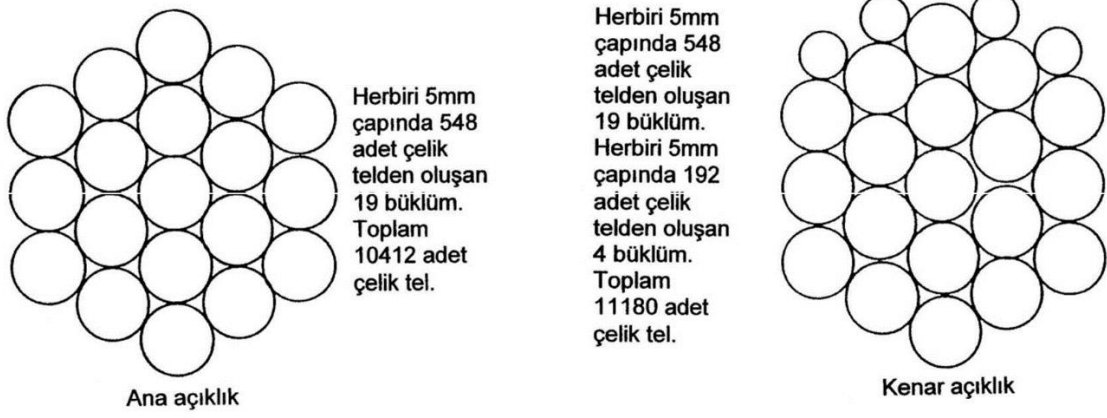 Herbiri 5mm
çapında 548
adet çelik
telden oluşan
19 büklüm.
Toplam
10412 adet
çelik tel.
Ana açıklık
Herbiri 5mm
çapında 548
adet çelik
telden oluşan
19 büklüm.
Herbiri 5mm
çapında 192
adet çelik
telden oluşan
4 büklüm.
Toplam
11180 adet
çelik tel.
Kenar açıklık